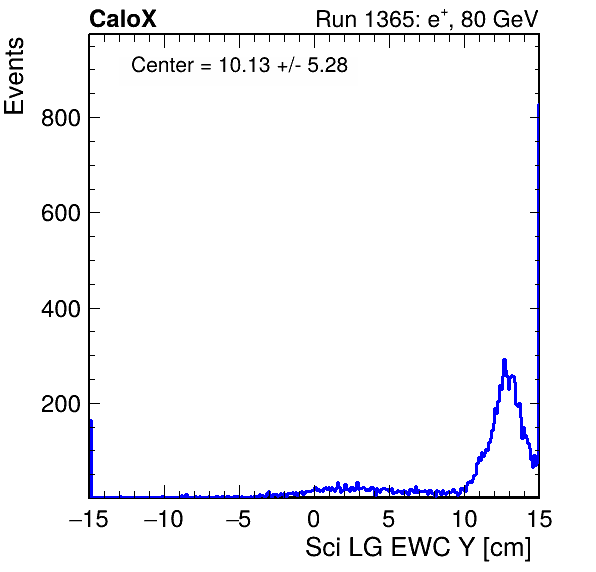 CaloX Run 1365: e+, 80 GeV
Center = 10.13 +/- 5.28
Events
800
600
400
200
−15 −10 −5 0 5 10 15
Sci LG EWC Y [cm]